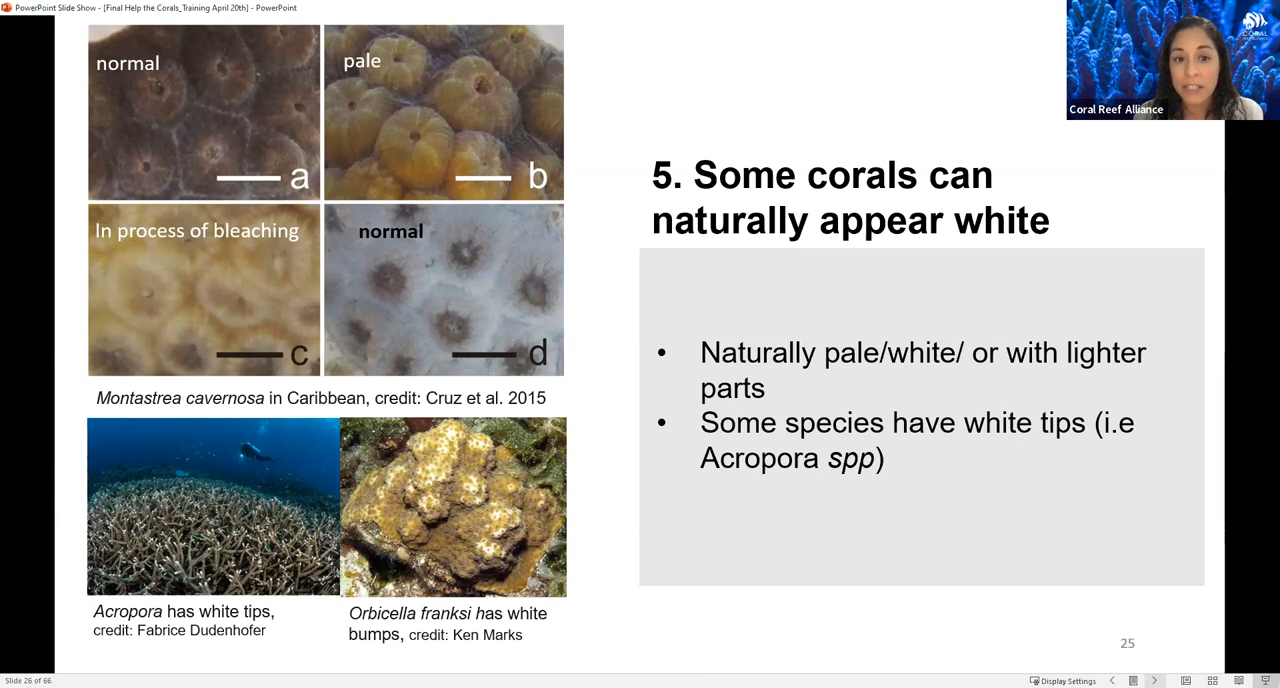 PowerPoint Slide Show - [Final Help the Corals_Training April 20th] - PowerPoint
CORAL
Coral Reef Alliance
normal
a
pale
b
In process of bleaching
c
normal
d
Montastrea cavernosa in Caribbean, credit: Cruz et al. 2015
Acropora has white tips,
credit: Fabrice Dudenhofer
Orbicella franksi has white
bumps, credit: Ken Marks
5. Some corals can
naturally appear white
• Naturally pale/white/ or with lighter
parts
• Some species have white tips (i.e
Acropora spp)
25
Slide 26 of 66
Display Settings